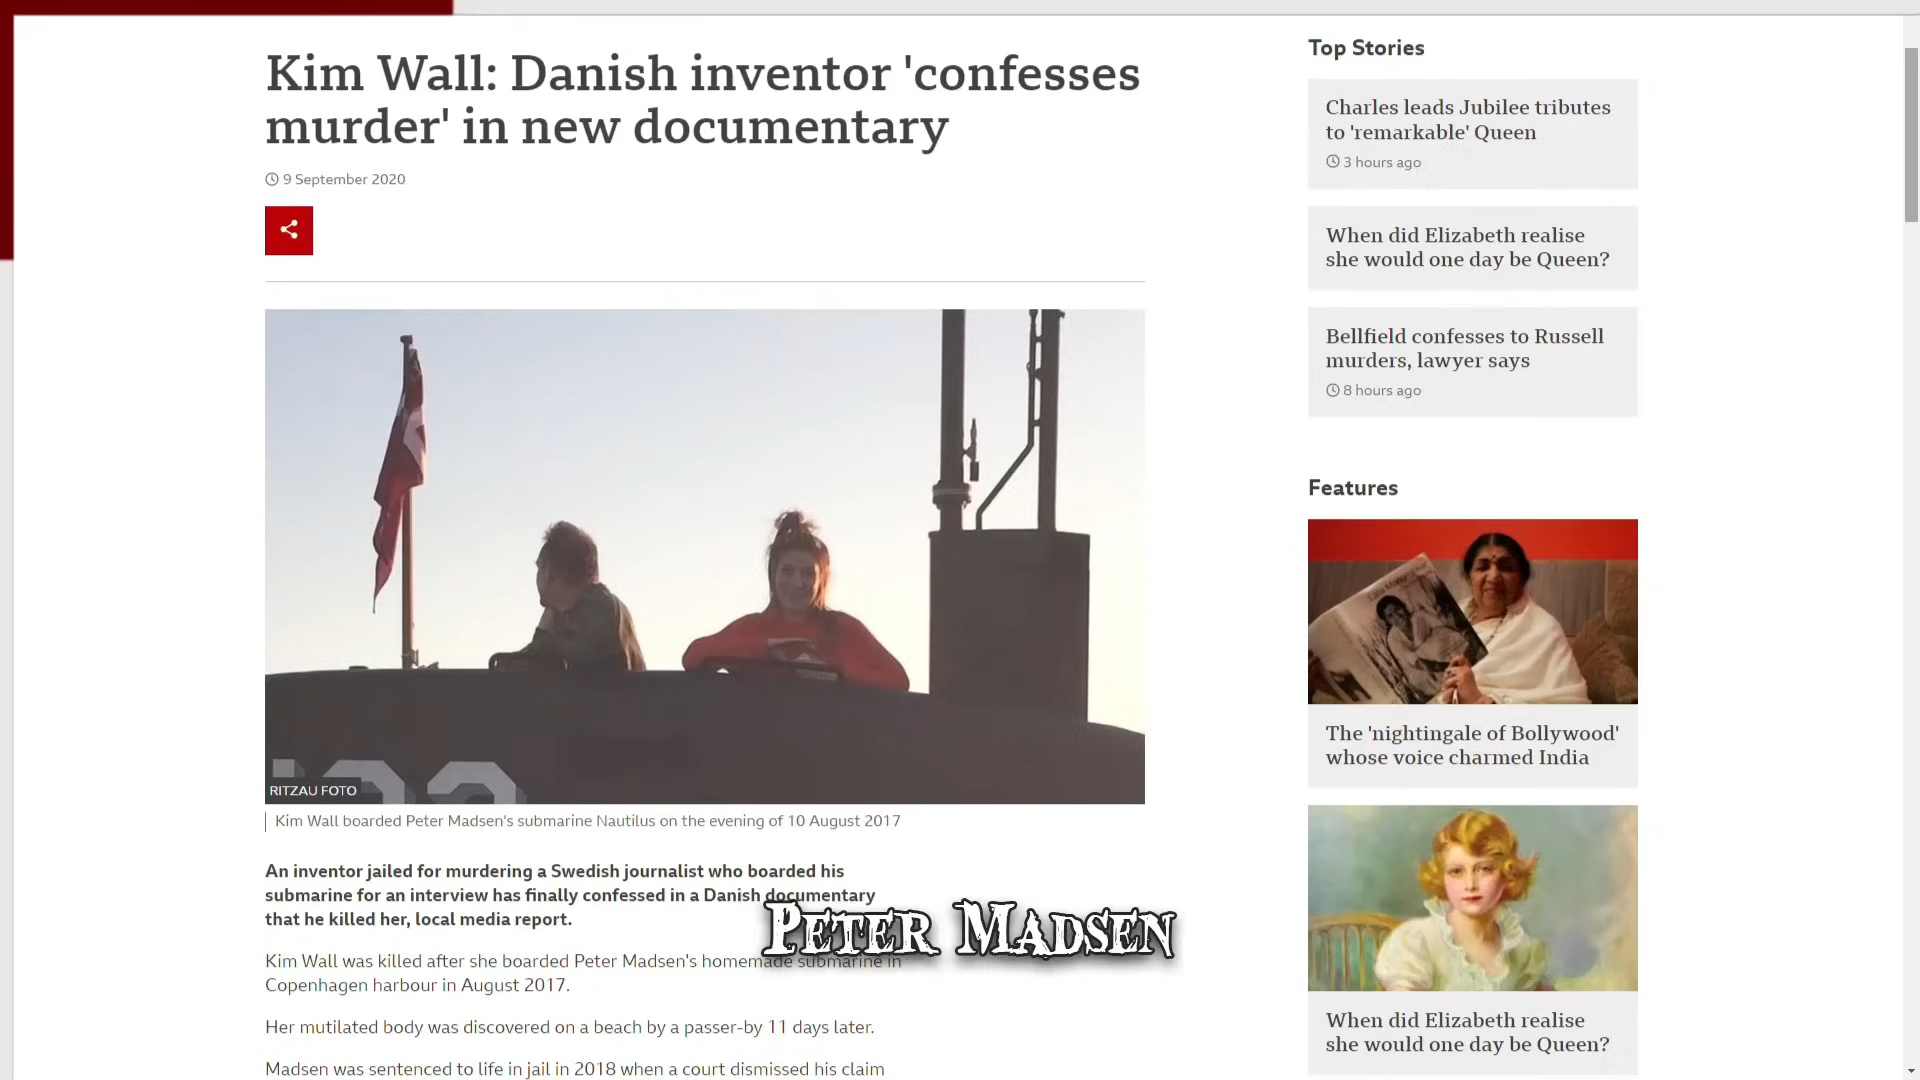 Kim Wall: Danish inventor 'confesses
murder' in new documentary
9 September 2020
RITZAU FOTO
Kim Wall boarded Peter Madsen's submarine Nautilus on the evening of 10 August 2017
An inventor jailed for murdering a Swedish journalist who boarded his
submarine for an interview has finally confessed in a Danish documentary
that he killed her, local media report.
Kim Wall was killed after she boarded Peter Madsen's homemade submarine in
Copenhagen harbour in August 2017.
Her mutilated body was discovered on a beach by a passer-by 11 days later.
Madsen was sentenced to life in jail in 2018 when a court dismissed his claim
Peter Madsen
Top Stories
Charles leads Jubilee tributes
to 'remarkable' Queen
3 hours ago
When did Elizabeth realise
she would one day be Queen?
Bellfield confesses to Russell
murders, lawyer says
8 hours ago
Features
The 'nightingale of Bollywood'
whose voice charmed India
When did Elizabeth realise
she would one day be Queen?